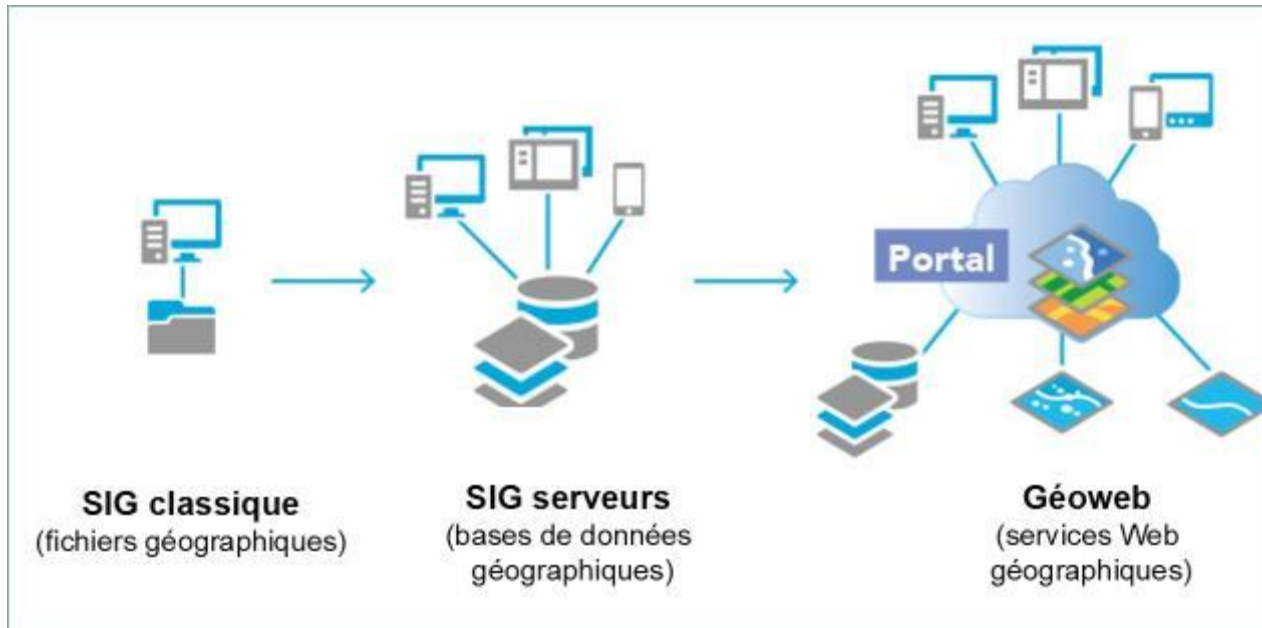 Portal
SIG classique
(fichiers géographiques)
SIG serveurs
(bases de données
géographiques)
Géoweb
(services Web
géographiques)